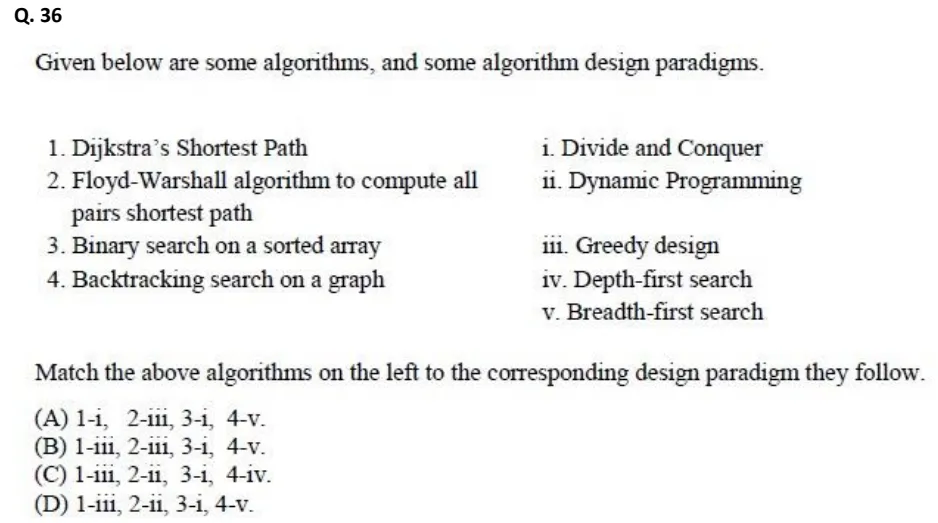 Q. 36
Given below are some algorithms, and some algorithm design paradigms.
1. Dijkstra's Shortest Path
i. Divide and Conquer
2. Floyd-Warshall algorithm to compute all
ii. Dynamic Programming
pairs shortest path
3. Binary search on a sorted array
iii. Greedy design
4. Backtracking search on a graph
iv. Depth-first search
v. Breadth-first search
Match the above algorithms on the left to the corresponding design paradigm they follow.
(A) 1-i, 2-iii, 3-i, 4-v.
(B) 1-iii, 2-iii, 3-i, 4-v.
(C) 1-iii, 2-ii, 3-i, 4-iv.
(D) 1-iii, 2-ii, 3-i, 4-v.